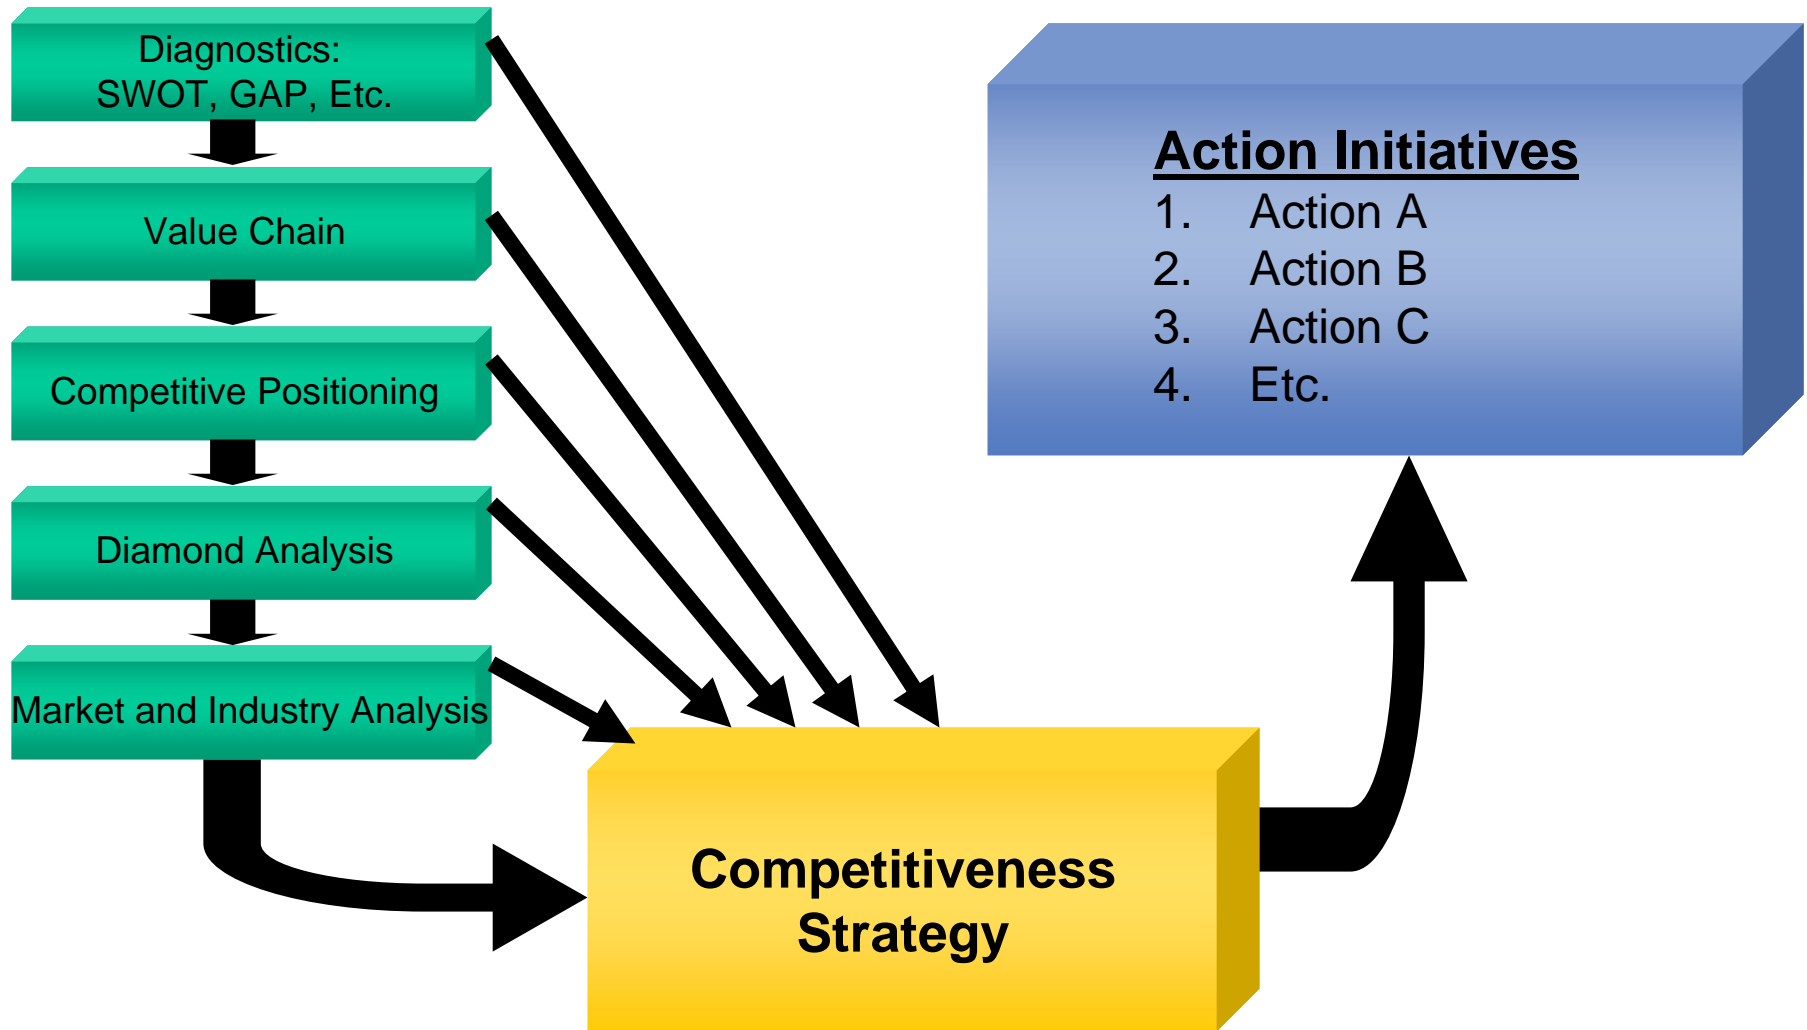 Diagnostics:
SWOT, GAP, Etc.
Value Chain
Competitive Positioning
Diamond Analysis
Market and Industry Analysis
Competitiveness
Strategy
Action Initiatives
1. Action A
2. Action B
3. Action C
4. Etc.